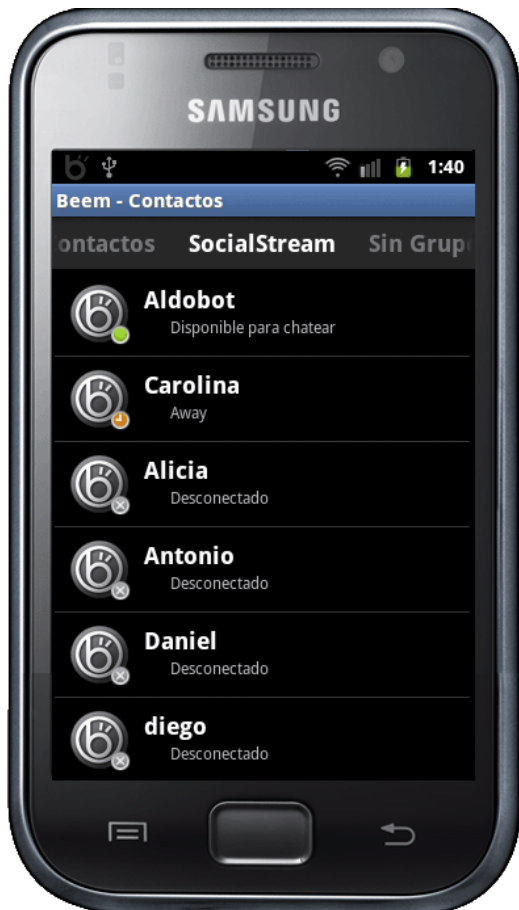 SAMSUNG
1:40
Beem - Contactos
ontactos SocialStream Sin Grup
Aldobot
Disponible para chatear
Carolina
Away
Alicia
Desconectado
Antonio
Desconectado
Daniel
Desconectado
diego
Desconectado